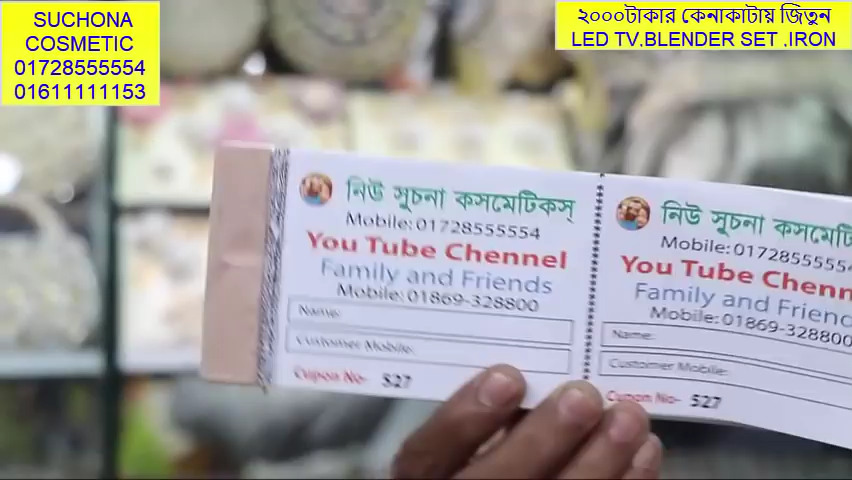 SUCHONA
COSMETIC
01728555554
01611111153
২০০০টাকার কেনাকাটায় জিতুন
LED TV.BLENDER SET .IRON
নিউ সূচনা কসমেটিকস্
Mobile: 01728555554
You Tube Chennel
Family and Friends
Mobile: 01869-328800
Name:
Customer Mobile:
Cupon No- 527
নিউ সূচনা কসমেটি
Mobile: 0172855555
You Tube Chenn
Family and Frien
Mobile: 01869-328800
Name:
Customer Mobile:
Cupon No- 527